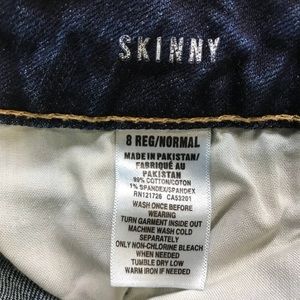 SKINNY
8 REG/NORMAL
MADE IN PAKISTAN/
FABRIQUÉ AU
PAKISTAN
99% COTTON/COTON
1% SPANDEX/SPANDEX
RN121726 CA53201
WASH ONCE BEFORE
WEARING
TURN GARMENT INSIDE OUT
MACHINE WASH COLD
SEPARATELY
ONLY NON-CHLORINE BLEACH
WHEN NEEDED
TUMBLE DRY LOW
WARM IRON IF NEEDED